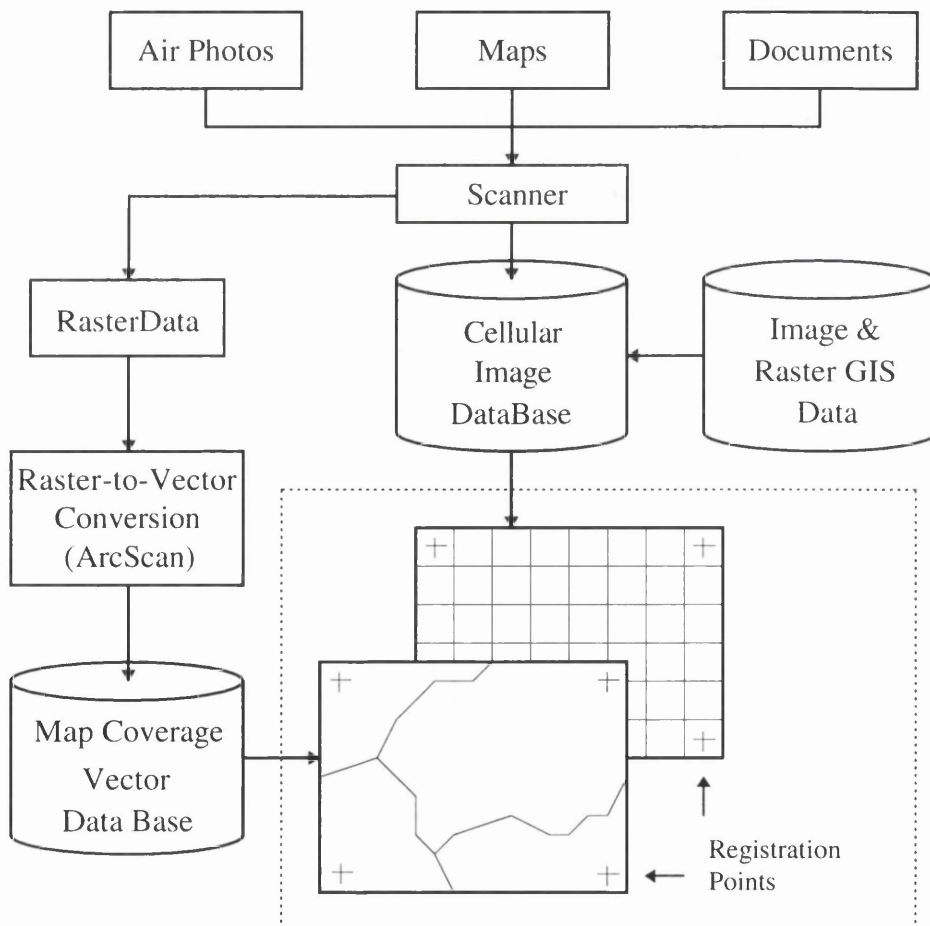 Air Photos
Maps
Documents
Scanner
RasterData
Cellular
Image
DataBase
Image &
Raster GIS
Data
Raster-to-Vector
Conversion
(ArcScan)
Map Coverage
Vector
Data Base
Registration
Points